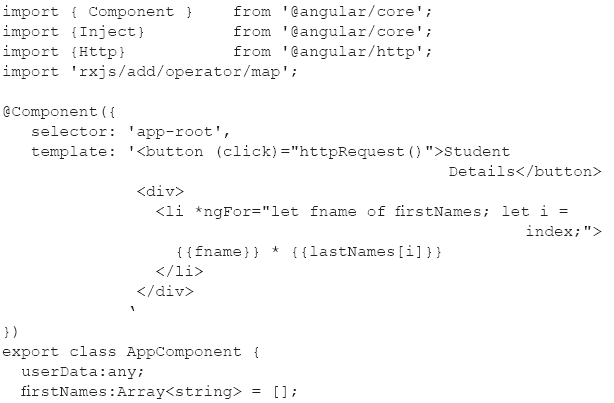 import { Component }    from '@angular/core';
import {Inject}         from '@angular/core';
import {Http}           from '@angular/http';
import 'rxjs/add/operator/map';

@Component({
   selector: 'app-root',
   template: '<button (click)="httpRequest()">Student
                                               Details</button>
              <div>
                <li *ngFor="let fname of firstNames; let i =
                                                       index;">
                  {{fname}} * {{lastNames[i]}}
                </li>
              </div>
             ‘
})
export class AppComponent {
  userData:any;
  firstNames:Array<string> = [];